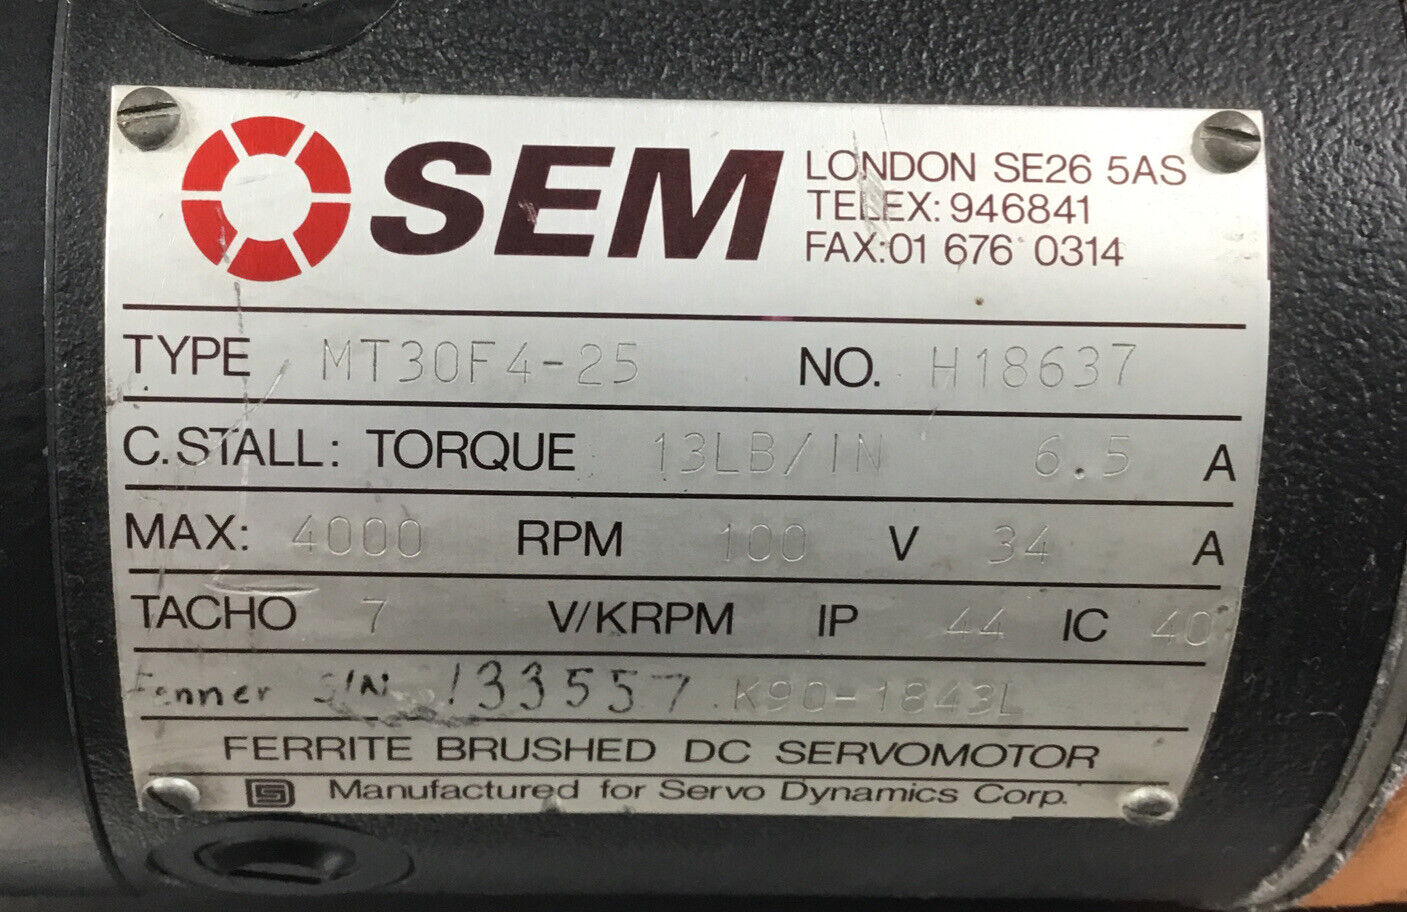 SEM
LONDON SE26 5AS
TELEX: 946841
FAX:01 676 0314
TYPE MT30F4-25 NO. H18637
C.STALL: TORQUE 13LB/IN 6.5 A
MAX: 4000 RPM 100 V 34 A
TACHO 7 V/KRPM IP 44 IC 40
Fenner S/N 133557 K90-1843L
FERRITE BRUSHED DC SERVOMOTOR
Manufactured for Servo Dynamics Corp.